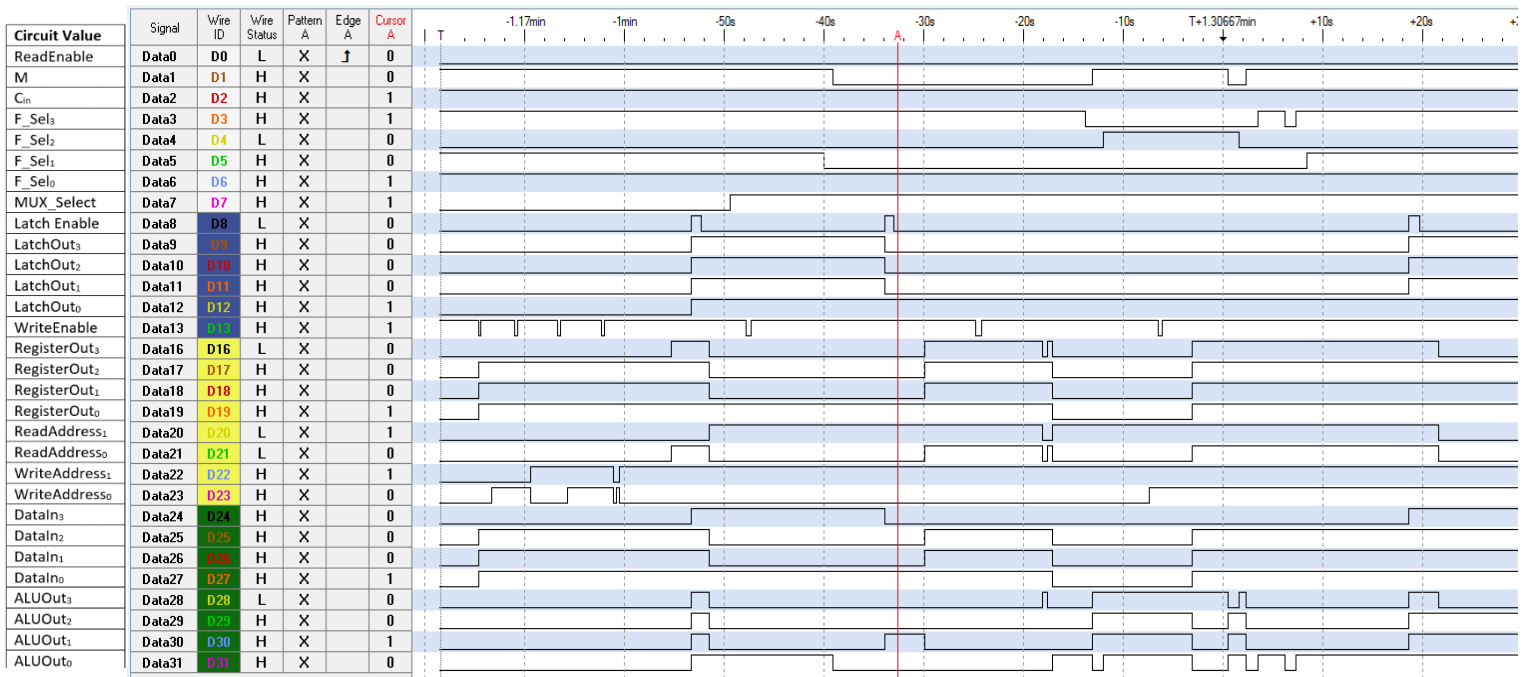 Circuit Value Signal Wire ID Wire Status Pattern A Edge A Cursor A T -1.17min -1min -50s -40s A -30s -20s -10s T+1.30667min +10s +20s
ReadEnable Data0 D0 L X 0
M Data1 D1 H X 0
Cin Data2 D2 H X 1
F_Sel3 Data3 D3 H X 1
F_Sel2 Data4 D4 L X 0
F_Sel1 Data5 D5 H X 0
F_Sel0 Data6 D6 H X 1
MUX_Select Data7 D7 H X 1
Latch Enable Data8 D8 L X 0
LatchOut3 Data9 D9 H X 0
LatchOut2 Data10 D10 H X 0
LatchOut1 Data11 D11 H X 0
LatchOut0 Data12 D12 H X 1
WriteEnable Data13 D13 H X 1
RegisterOut3 Data16 D16 L X 0
RegisterOut2 Data17 D17 H X 0
RegisterOut1 Data18 D18 H X 0
RegisterOut0 Data19 D19 H X 1
ReadAddress1 Data20 D20 L X 1
ReadAddress0 Data21 D21 L X 0
WriteAddress1 Data22 D22 H X 1
WriteAddress0 Data23 D23 H X 0
DataIn3 Data24 D24 H X 0
DataIn2 Data25 D25 H X 0
DataIn1 Data26 D26 H X 0
DataIn0 Data27 D27 H X 1
ALUOut3 Data28 D28 L X 0
ALUOut2 Data29 D29 H X 0
ALUOut1 Data30 D30 H X 1
ALUOut0 Data31 D31 H X 0